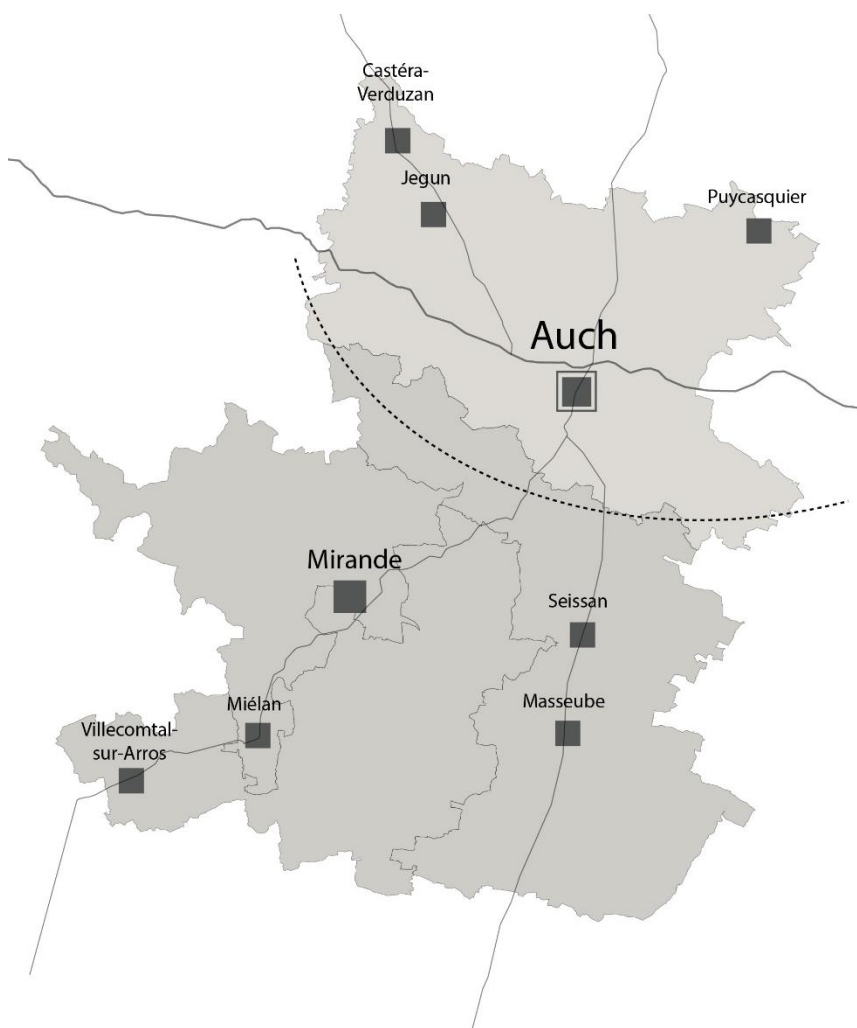 Castéra-
Verduzan
Jegun
Puycasquier
Auch
Mirande
Seissan
Masseube
Miélan
Villecomtal-
sur-Arros